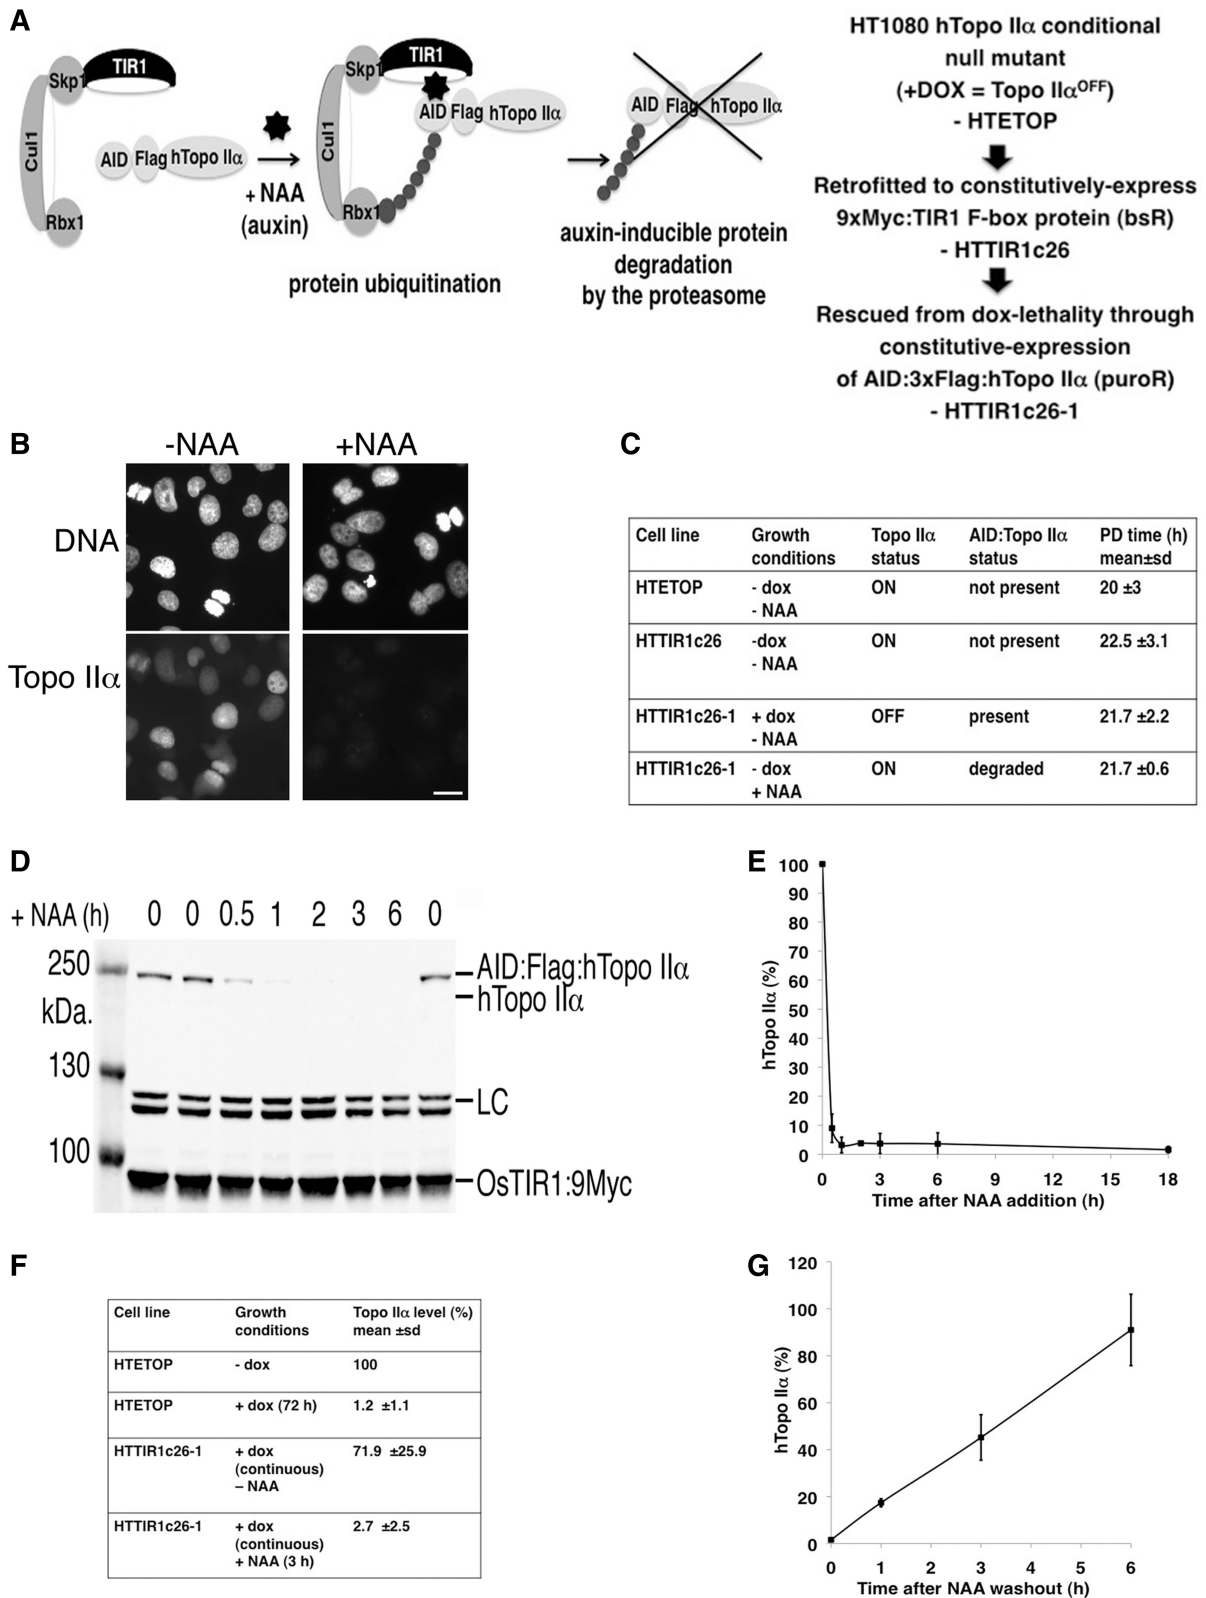 A
TIR1
Skp1
Cul1
Rbx1
AID Flag hTopo IIα
+ NAA
(auxin)
TIR1
Skp1
Cul1
AID Flag hTopo IIα
Rbx1
protein ubiquitination
AID Flag hTopo IIα
auxin-inducible protein
degradation
by the proteasome
HT1080 hTopo IIα conditional
null mutant
(+DOX = Topo IIαOFF)
- HTETOP
Retrofitted to constitutively-express
9xMyc:TIR1 F-box protein (bsR)
- HTTIR1c26
Rescued from dox-lethality through
constitutive-expression
of AID:3xFlag:hTopo IIα (puroR)
- HTTIR1c26-1
B
-NAA +NAA
DNA
Topo IIα
C
Cell line Growth conditions Topo IIα status AID:Topo IIα status PD time (h) mean±sd
HTETOP - dox - NAA ON not present 20 ±3
HTTIR1c26 -dox - NAA ON not present 22.5 ±3.1
HTTIR1c26-1 + dox - NAA OFF present 21.7 ±2.2
HTTIR1c26-1 - dox + NAA ON degraded 21.7 ±0.6
D
+ NAA (h) 0 0 0.5 1 2 3 6 0
250
kDa.
130
100
AID:Flag:hTopo IIα
hTopo IIα
LC
OsTIR1:9Myc
E
hTopo IIα (%)
100
90
80
70
60
50
40
30
20
10
0
0 3 6 9 12 15 18
Time after NAA addition (h)
F
Cell line Growth conditions Topo IIα level (%) mean ±sd
HTETOP - dox 100
HTETOP + dox (72 h) 1.2 ±1.1
HTTIR1c26-1 + dox (continuous) – NAA 71.9 ±25.9
HTTIR1c26-1 + dox (continuous) + NAA (3 h) 2.7 ±2.5
G
hTopo IIα (%)
120
100
80
60
40
20
0
0 1 2 3 4 5 6
Time after NAA washout (h)